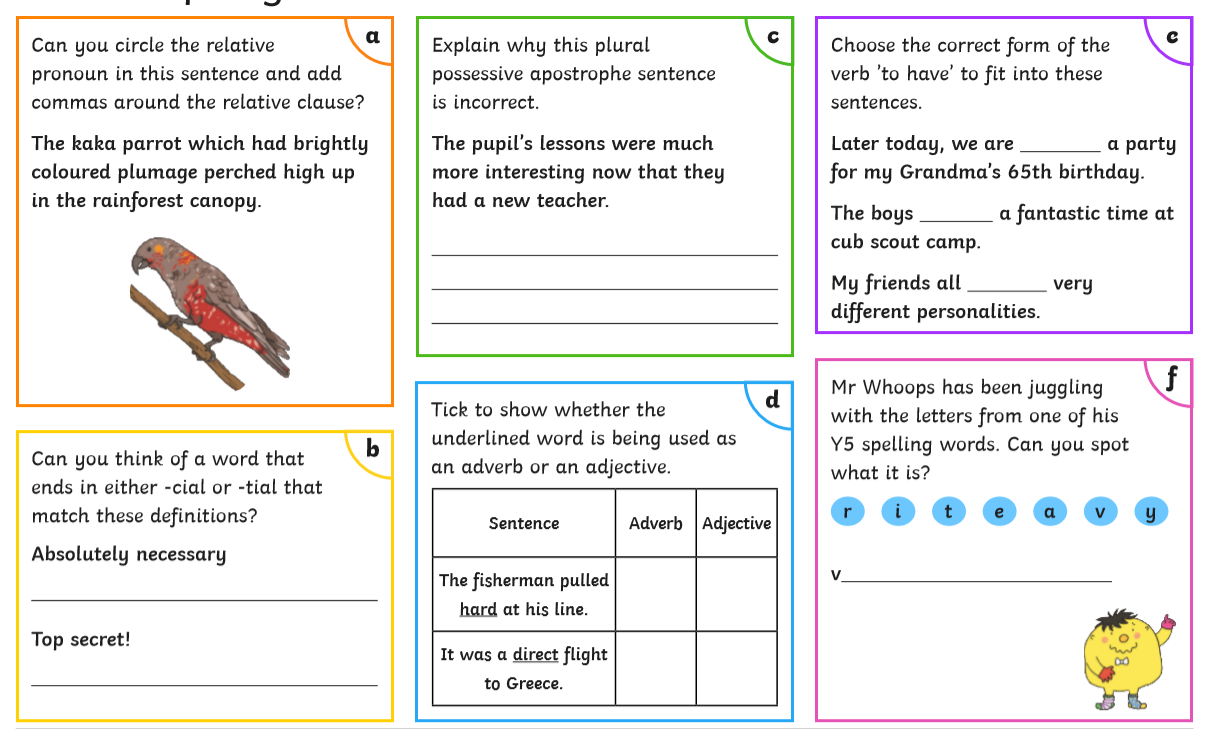 a
Can you circle the relative
pronoun in this sentence and add
commas around the relative clause?
The kaka parrot which had brightly
coloured plumage perched high up
in the rainforest canopy.
b
Can you think of a word that
ends in either -cial or -tial that
match these definitions?
Absolutely necessary
Top secret!
c
Explain why this plural
possessive apostrophe sentence
is incorrect.
The pupil’s lessons were much
more interesting now that they
had a new teacher.
d
Tick to show whether the
underlined word is being used as
an adverb or an adjective.
Sentence Adverb Adjective
The fisherman pulled
hard at his line.
It was a direct flight
to Greece.
e
Choose the correct form of the
verb ’to have’ to fit into these
sentences.
Later today, we are ________ a party
for my Grandma’s 65th birthday.
The boys _______ a fantastic time at
cub scout camp.
My friends all ________ very
different personalities.
f
Mr Whoops has been juggling
with the letters from one of his
Y5 spelling words. Can you spot
what it is?
r i t e a v y
v___________________________